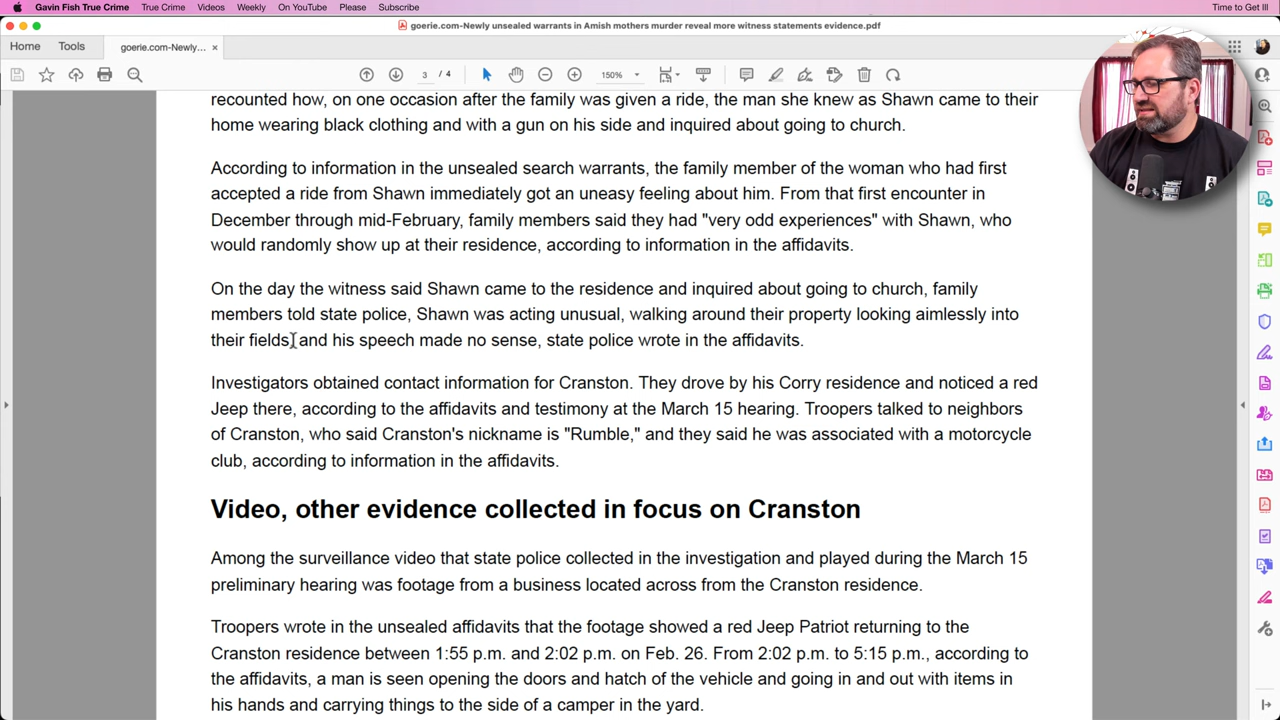 Gavin Fish True Crime True Crime Videos Weekly On YouTube Please Subscribe Time to Get Ill
goerie.com-Newly unsealed warrants in Amish mothers murder reveal more witness statements evidence.pdf
Home Tools goerie.com-Newly... ×
3 / 4 150%
recounted how, on one occasion after the family was given a ride, the man she knew as Shawn came to their
home wearing black clothing and with a gun on his side and inquired about going to church.
According to information in the unsealed search warrants, the family member of the woman who had first
accepted a ride from Shawn immediately got an uneasy feeling about him. From that first encounter in
December through mid-February, family members said they had "very odd experiences" with Shawn, who
would randomly show up at their residence, according to information in the affidavits.
On the day the witness said Shawn came to the residence and inquired about going to church, family
members told state police, Shawn was acting unusual, walking around their property looking aimlessly into
their fields, and his speech made no sense, state police wrote in the affidavits.
Investigators obtained contact information for Cranston. They drove by his Corry residence and noticed a red
Jeep there, according to the affidavits and testimony at the March 15 hearing. Troopers talked to neighbors
of Cranston, who said Cranston's nickname is "Rumble," and they said he was associated with a motorcycle
club, according to information in the affidavits.
Video, other evidence collected in focus on Cranston
Among the surveillance video that state police collected in the investigation and played during the March 15
preliminary hearing was footage from a business located across from the Cranston residence.
Troopers wrote in the unsealed affidavits that the footage showed a red Jeep Patriot returning to the
Cranston residence between 1:55 p.m. and 2:02 p.m. on Feb. 26. From 2:02 p.m. to 5:15 p.m., according to
the affidavits, a man is seen opening the doors and hatch of the vehicle and going in and out with items in
his hands and carrying things to the side of a camper in the yard.